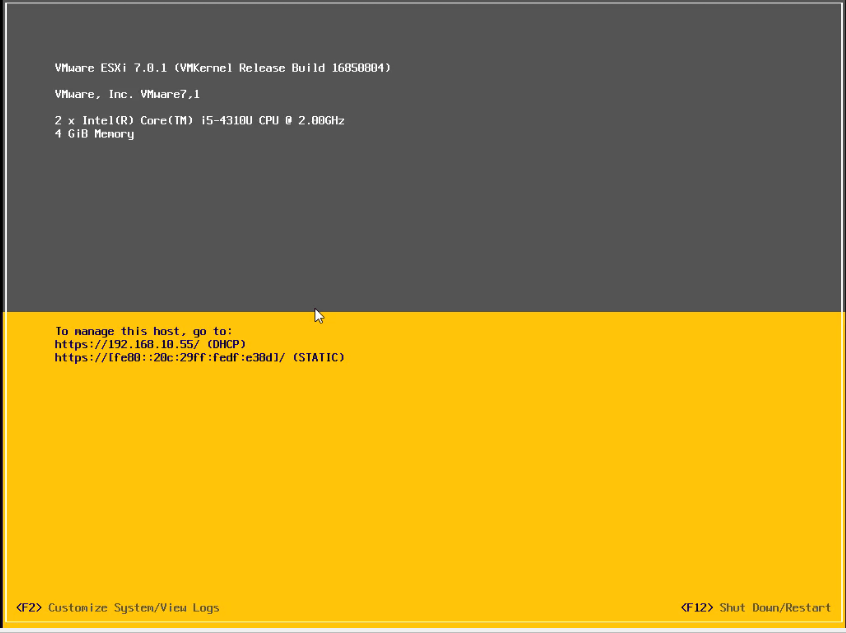 VMware ESXi 7.0.1 (VMKernel Release Build 16850804)
VMware, Inc. VMware7,1
2 x Intel(R) Core(TM) i5-4310U CPU @ 2.00GHz
4 GiB Memory
To manage this host, go to:
https://192.168.10.55/ (DHCP)
https://[fe80::20c:29ff:fedf:e38d]/ (STATIC)
<F2> Customize System/View Logs
<F12> Shut Down/Restart